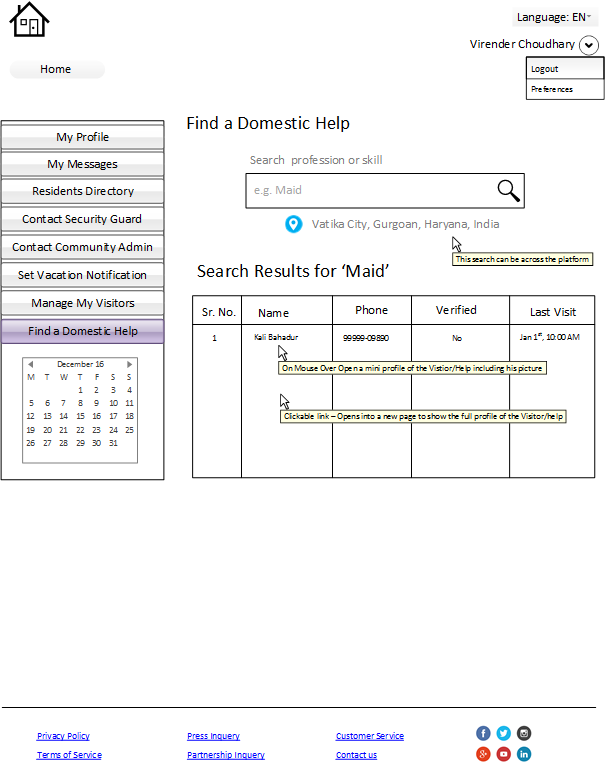 Language: EN
Virender Choudhary
Home
Logout
Preferences
Find a Domestic Help
My Profile
My Messages
Residents Directory
Contact Security Guard
Contact Community Admin
Set Vacation Notification
Manage My Visitors
Find a Domestic Help
December 16
M T W T F S S
1 2 3 4
5 6 7 8 9 10 11
12 13 14 15 16 17 18
19 20 21 22 23 24 25
26 27 28 29 30 31
Search profession or skill
e.g. Maid
Vatika City, Gurgoan, Haryana, India
This search can be across the platform
Search Results for ‘Maid’
Sr. No. Name Phone Verified Last Visit
1 Kali Bahadur 99999-09890 No Jan 1st, 10:00 AM
On Mouse Over Open a mini profile of the Vistior/Help including his picture
Clickable link – Opens into a new page to show the full profile of the Visitor/help
Privacy Policy Press Inquery Customer Service
Terms of Service Partnership Inquery Contact us